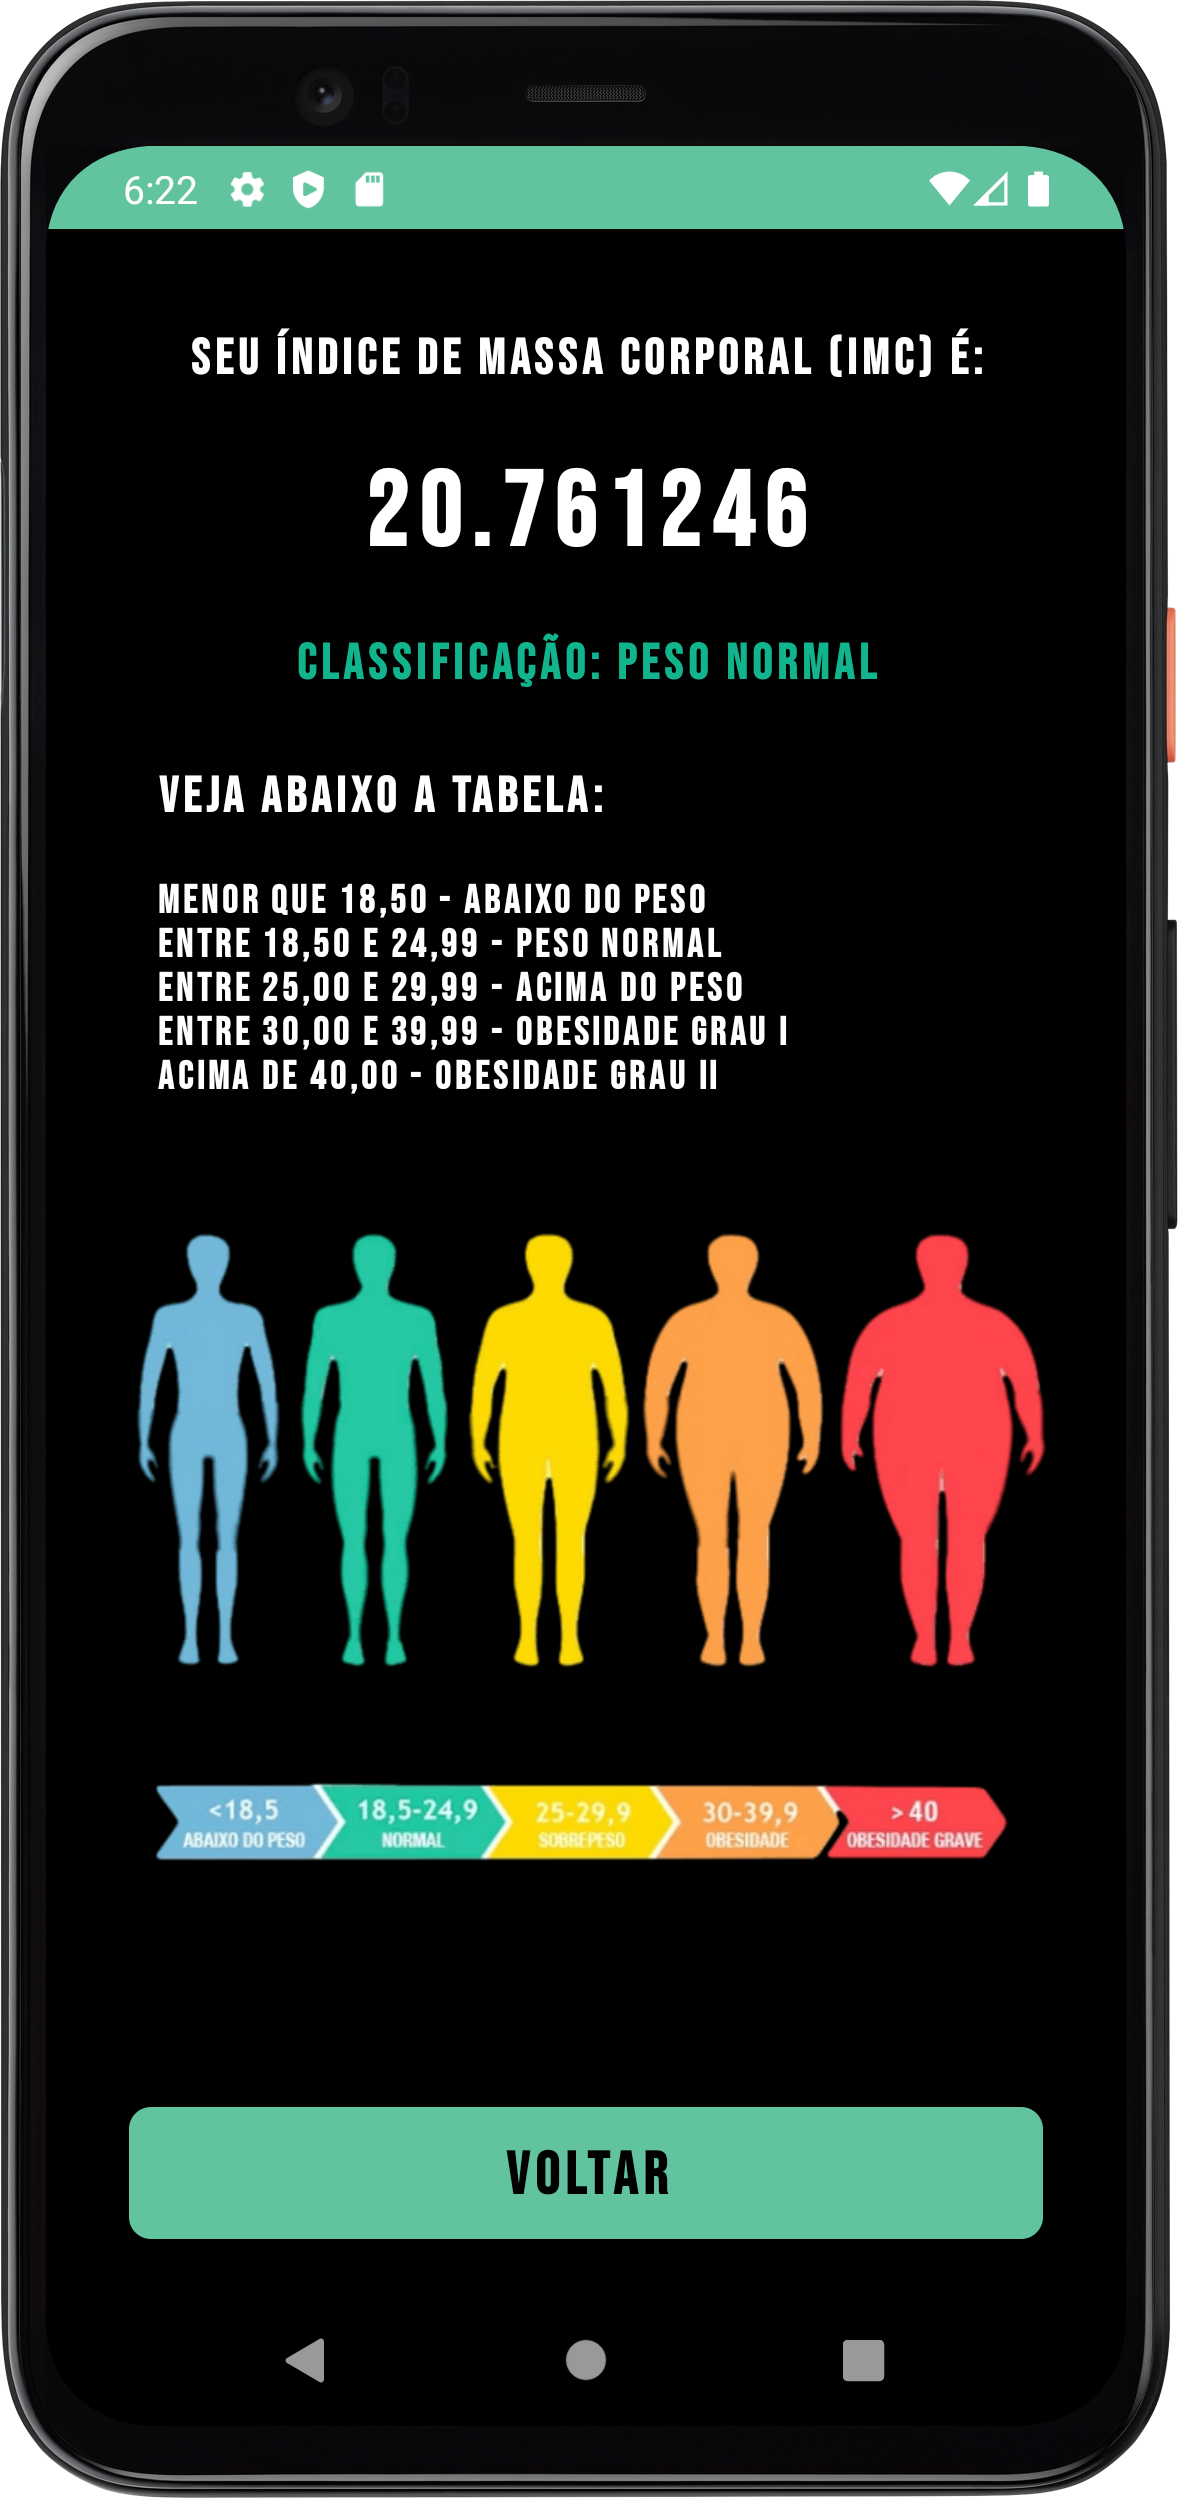 6:22
SEU ÍNDICE DE MASSA CORPORAL (IMC) É:
20.761246
CLASSIFICAÇÃO: PESO NORMAL
VEJA ABAIXO A TABELA:
MENOR QUE 18,50 - ABAIXO DO PESO
ENTRE 18,50 E 24,99 - PESO NORMAL
ENTRE 25,00 E 29,99 - ACIMA DO PESO
ENTRE 30,00 E 39,99 - OBESIDADE GRAU I
ACIMA DE 40,00 - OBESIDADE GRAU II
<18,5 18,5-24,9 25-29,9 30-39,9 >40
ABAIXO DO PESO NORMAL SOBREPESO OBESIDADE OBESIDADE GRAVE
VOLTAR